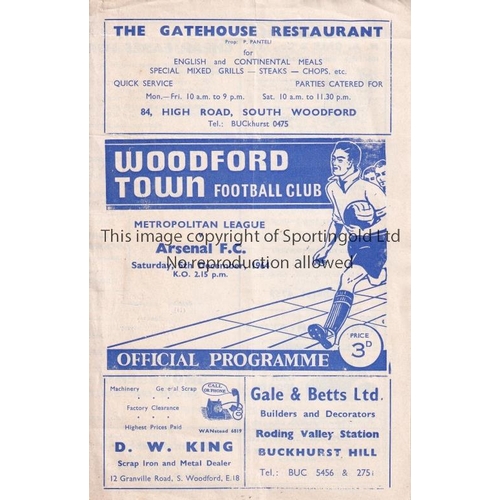 THE GATEHOUSE RESTAURANT
Prop: P. PANTELI
for
ENGLISH and CONTINENTAL MEALS
SPECIAL MIXED GRILLS — STEAKS — CHOPS, etc.
QUICK SERVICE PARTIES CATERED FOR
Mon.—Fri. 10 a.m. to 9 p.m. Sat. 10 a.m. to 11.30 p.m.
84, HIGH ROAD, SOUTH WOODFORD
Tel.: BUCkhurst 0475
WOODFORD
TOWN FOOTBALL CLUB
METROPOLITAN LEAGUE
This image copyright of Sportingold Ltd
Arsenal F.C.
No reproduction allowed
Saturday, December,
K.O. 2.15 p.m.
OFFICIAL PROGRAMME
PRICE
3D
Machinery General Scrap
Factory Clearance
Highest Prices Paid
CALL
OR PHONE
WANstead 6819
D. W. KING
Scrap Iron and Metal Dealer
12 Granville Road, S. Woodford, E.18
Gale & Betts Ltd.
Builders and Decorators
Roding Valley Station
BUCKHURST HILL
Tel.: BUC 5456 & 275